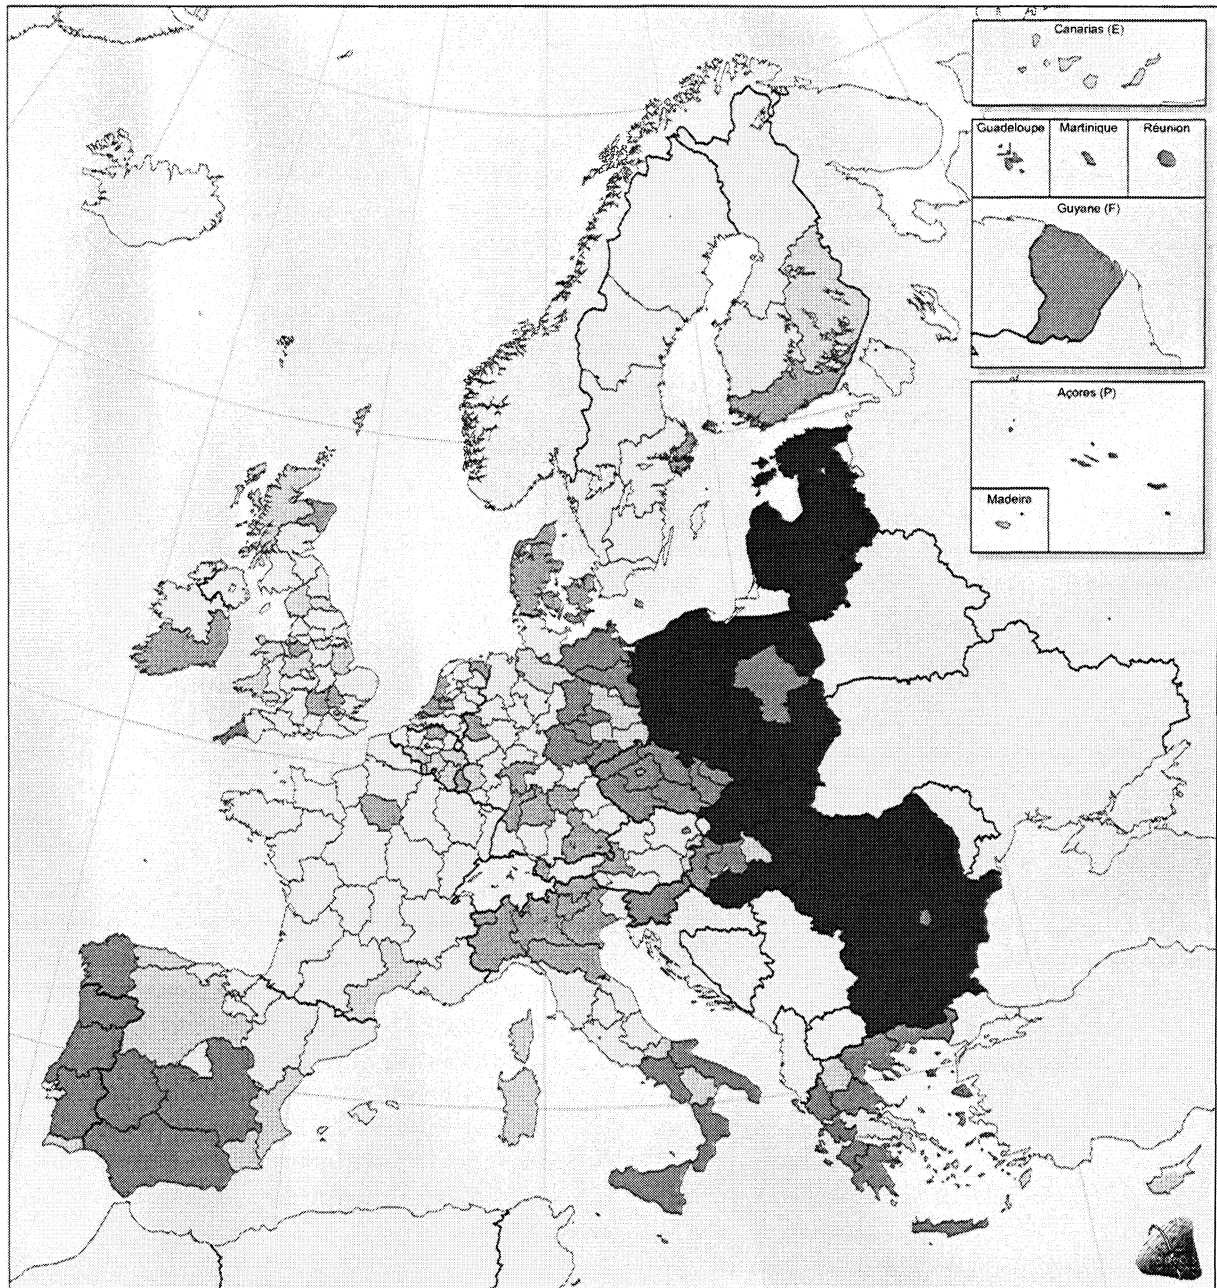 Canarias (E)
Guadeloupe
Martinique
Réunion
Guyane (F)
Açores (P)
Madeira